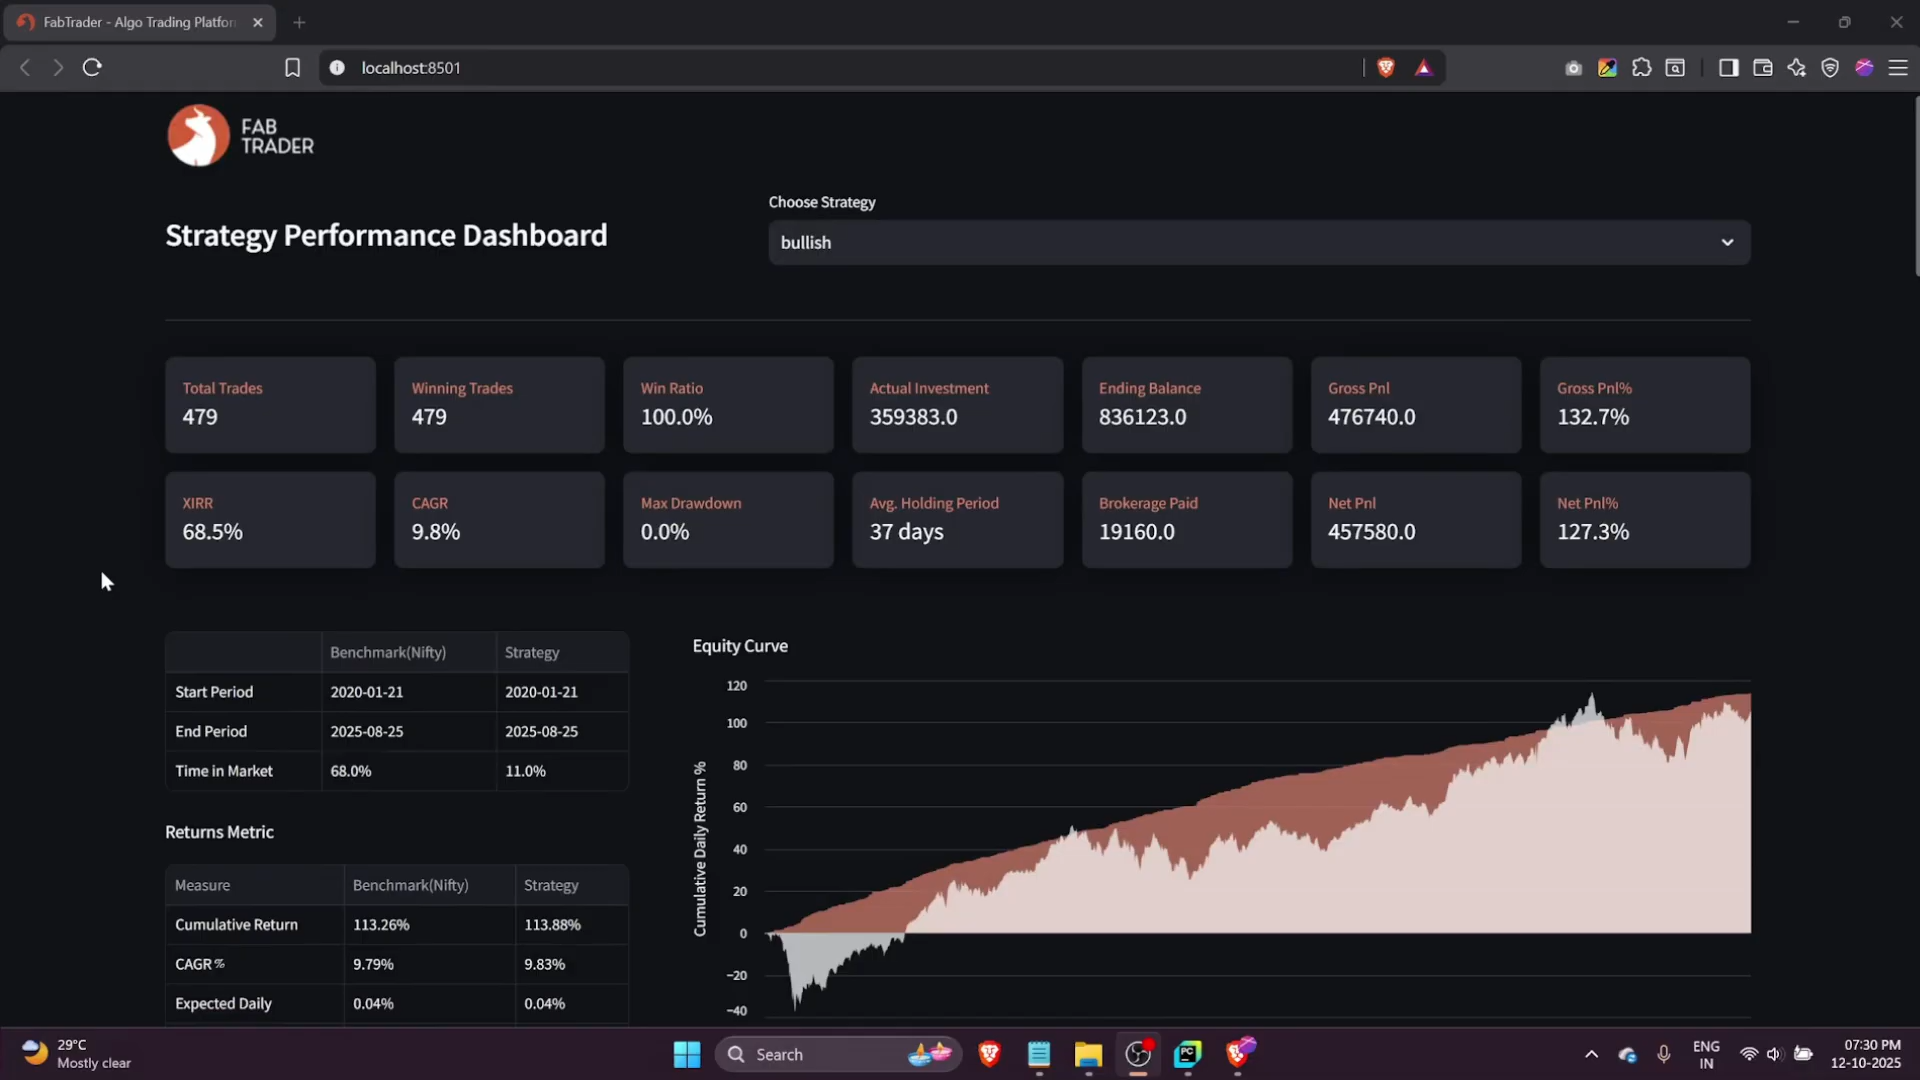 FabTrader - Algo Trading Platfor
localhost:8501
FAB
TRADER
Choose Strategy
Strategy Performance Dashboard
bullish
Total Trades
479
Winning Trades
479
Win Ratio
100.0%
Actual Investment
359383.0
Ending Balance
836123.0
Gross Pnl
476740.0
Gross Pnl%
132.7%
XIRR
68.5%
CAGR
9.8%
Max Drawdown
0.0%
Avg. Holding Period
37 days
Brokerage Paid
19160.0
Net Pnl
457580.0
Net Pnl%
127.3%
Benchmark(Nifty) Strategy
Start Period 2020-01-21 2020-01-21
End Period 2025-08-25 2025-08-25
Time in Market 68.0% 11.0%
Returns Metric
Measure Benchmark(Nifty) Strategy
Cumulative Return 113.26% 113.88%
CAGR﹪ 9.79% 9.83%
Expected Daily 0.04% 0.04%
Equity Curve
Cumulative Daily Return %
120
100
80
60
40
20
0
−20
−40
29°C
Mostly clear
Search
PC
ENG
IN
07:30 PM
12-10-2025